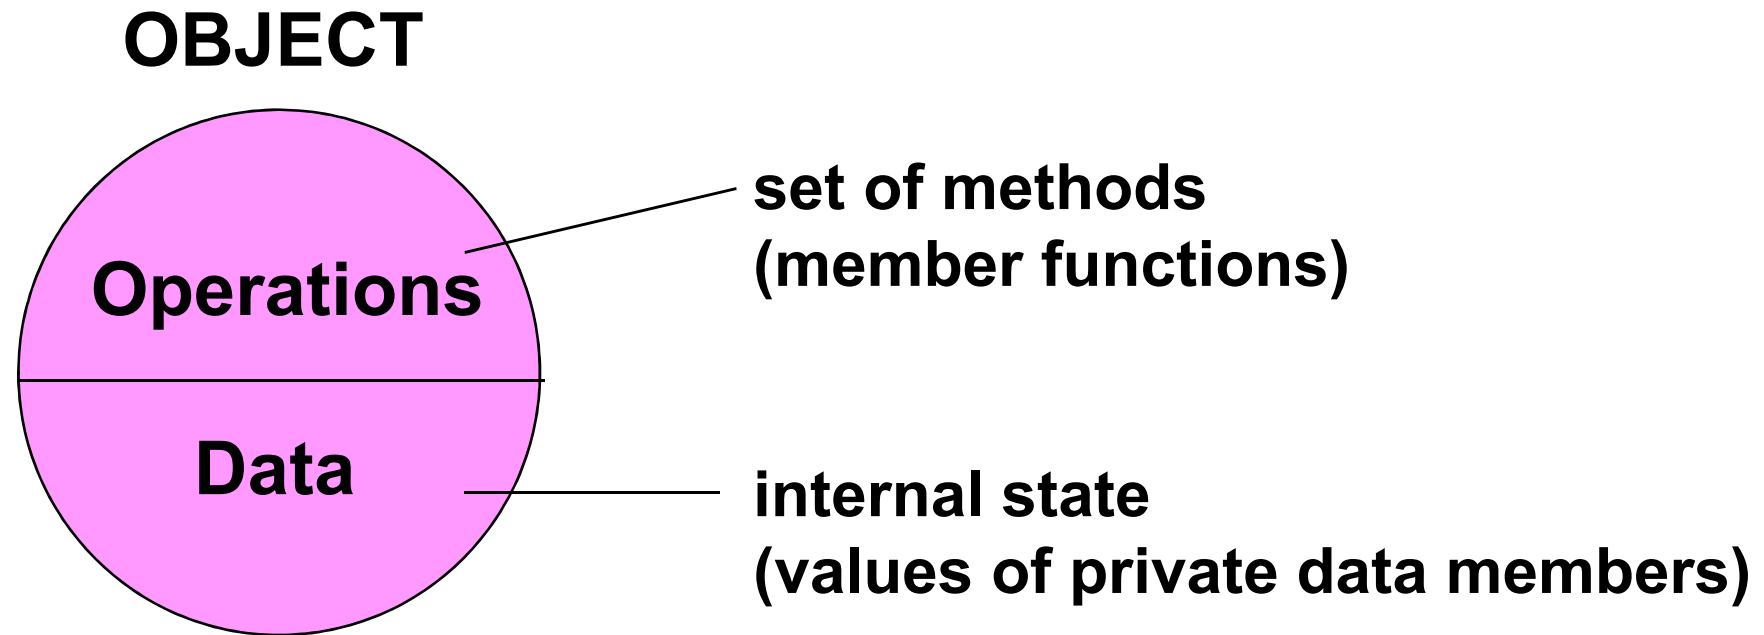 OBJECT
set of methods
(member functions)
Operations
Data
internal state
(values of private data members)